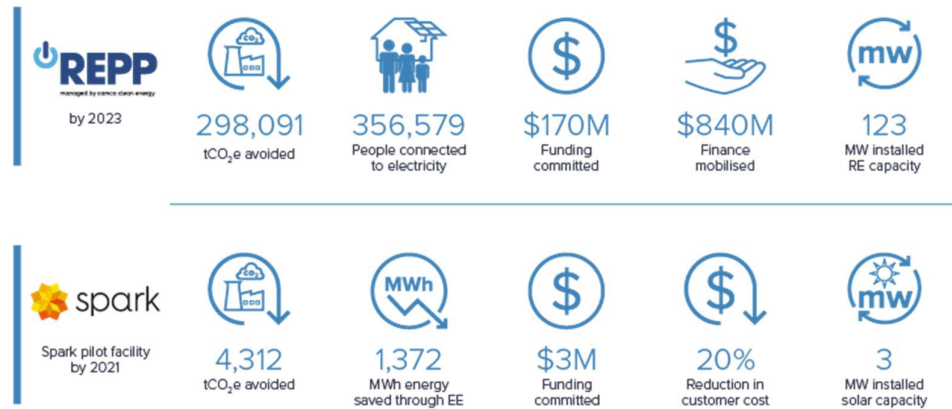 REPP
managed by camco clean energy
by 2023
CO₂
298,091
tCO₂e avoided
356,579
People connected
to electricity
$
$170M
Funding
committed
$
$840M
Finance
mobilised
mw
123
MW installed
RE capacity
spark
Spark pilot facility
by 2021
CO₂
4,312
tCO₂e avoided
MWh
1,372
MWh energy
saved through EE
$
$3M
Funding
committed
$
20%
Reduction in
customer cost
mw
3
MW installed
solar capacity